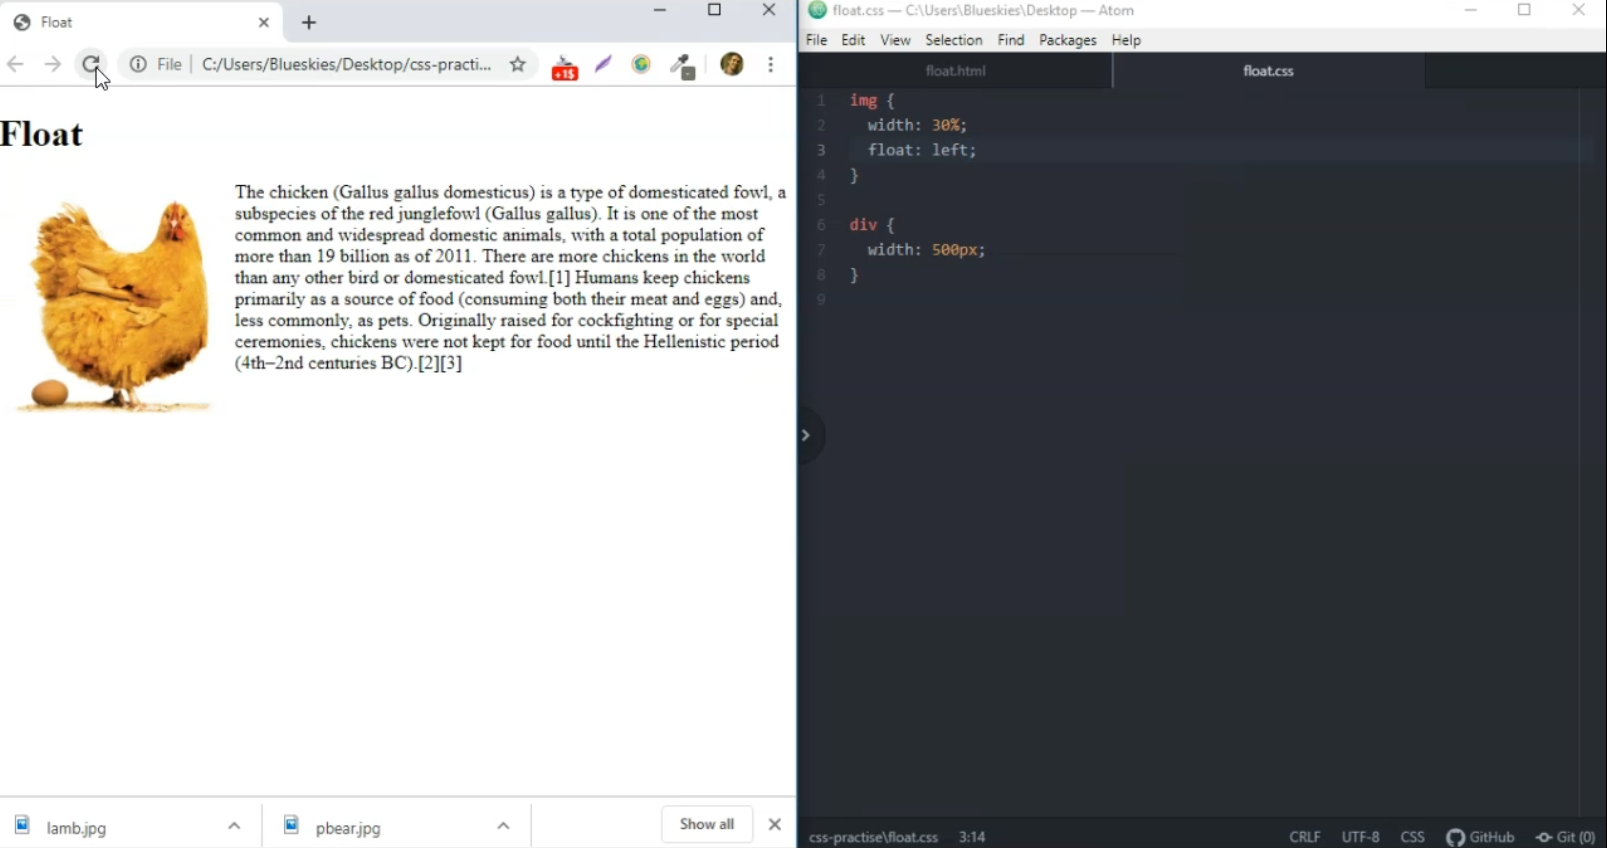 Float
File
C:/Users/Blueskies/Desktop/css-practi...
+1$
Float
The chicken (Gallus gallus domesticus) is a type of domesticated fowl, a
subspecies of the red junglefowl (Gallus gallus). It is one of the most
common and widespread domestic animals, with a total population of
more than 19 billion as of 2011. There are more chickens in the world
than any other bird or domesticated fowl.[1] Humans keep chickens
primarily as a source of food (consuming both their meat and eggs) and,
less commonly, as pets. Originally raised for cockfighting or for special
ceremonies, chickens were not kept for food until the Hellenistic period
(4th–2nd centuries BC).[2][3]
lamb.jpg
pbear.jpg
Show all
float.css — C:\Users\Blueskies\Desktop — Atom
File Edit View Selection Find Packages Help
float.html
float.css
1 img {
2 width: 30%;
3 float: left;
4 }
5
6 div {
7 width: 500px;
8 }
9
css-practise\float.css 3:14
CRLF UTF-8 CSS GitHub Git (0)